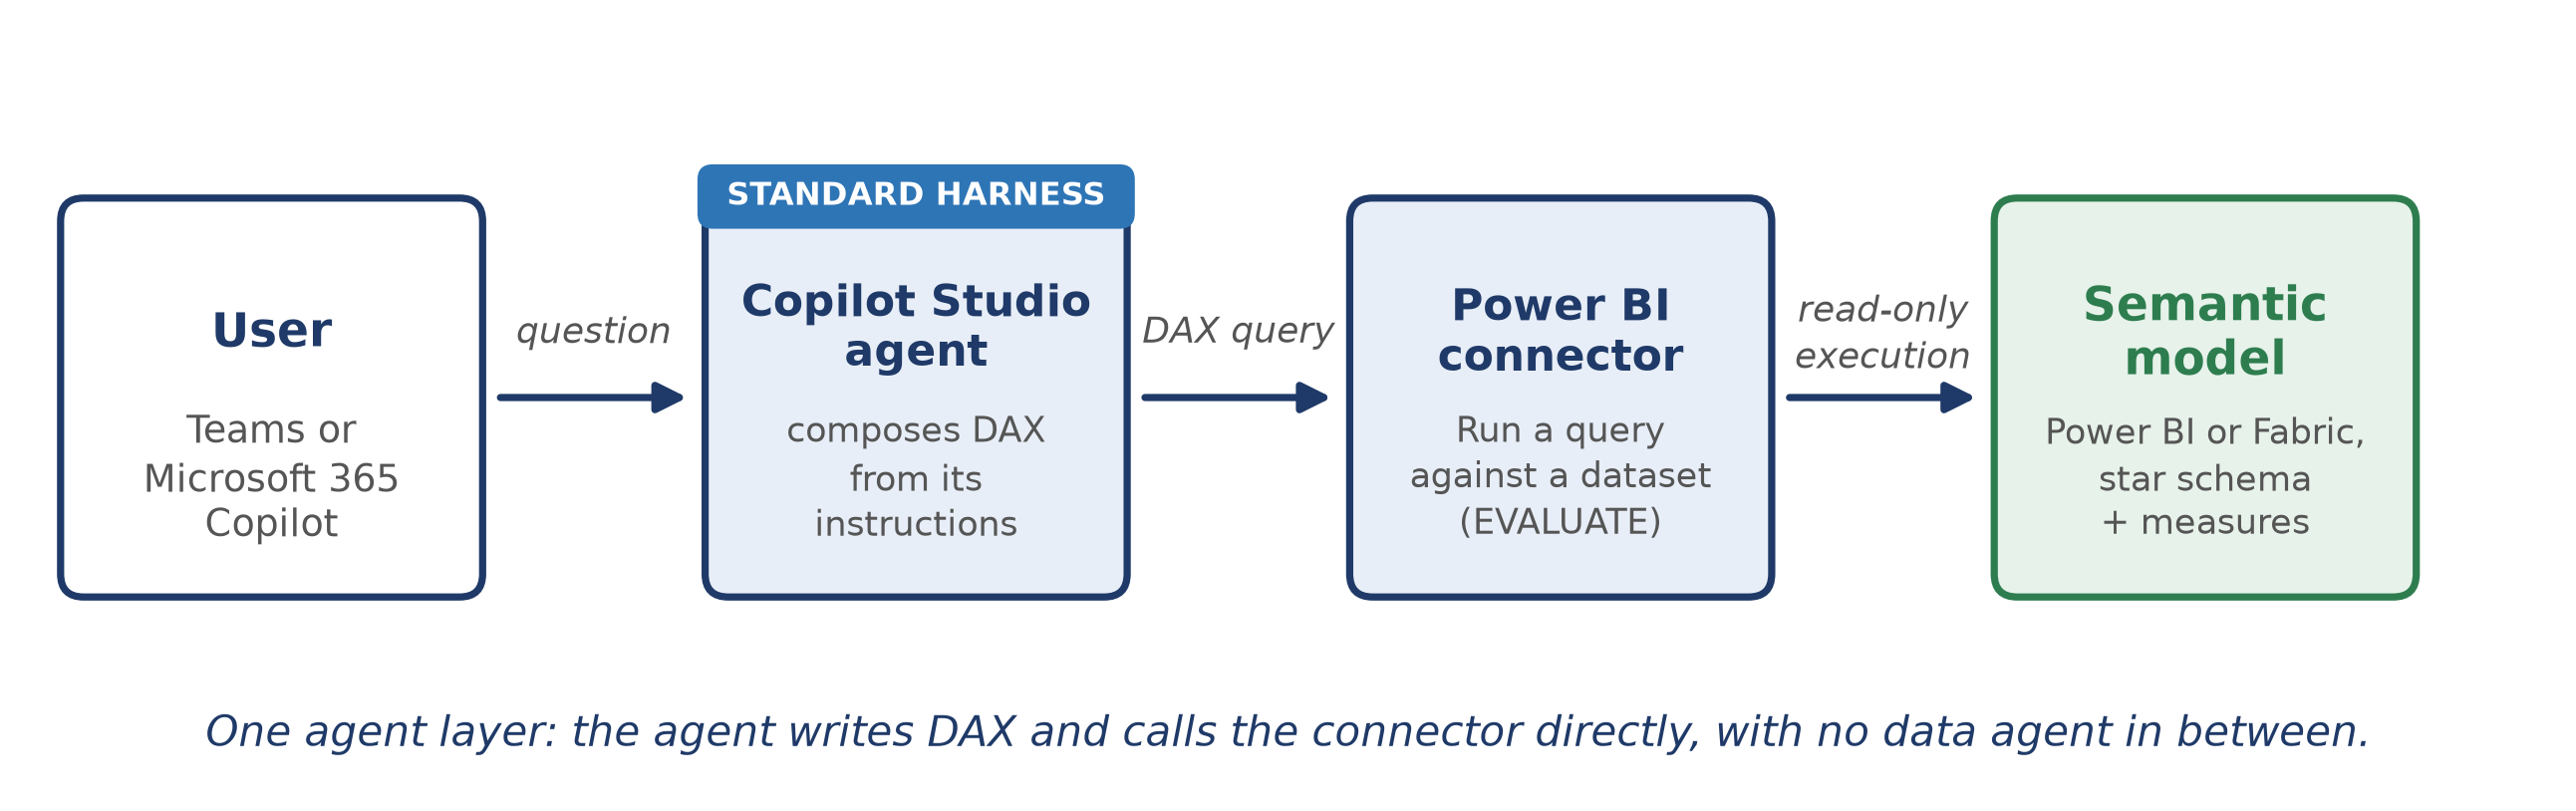 User
Teams or
Microsoft 365
Copilot
question
STANDARD HARNESS
Copilot Studio
agent
composes DAX
from its
instructions
DAX query
Power BI
connector
Run a query
against a dataset
(EVALUATE)
read-only
execution
Semantic
model
Power BI or Fabric,
star schema
+ measures
One agent layer: the agent writes DAX and calls the connector directly, with no data agent in between.